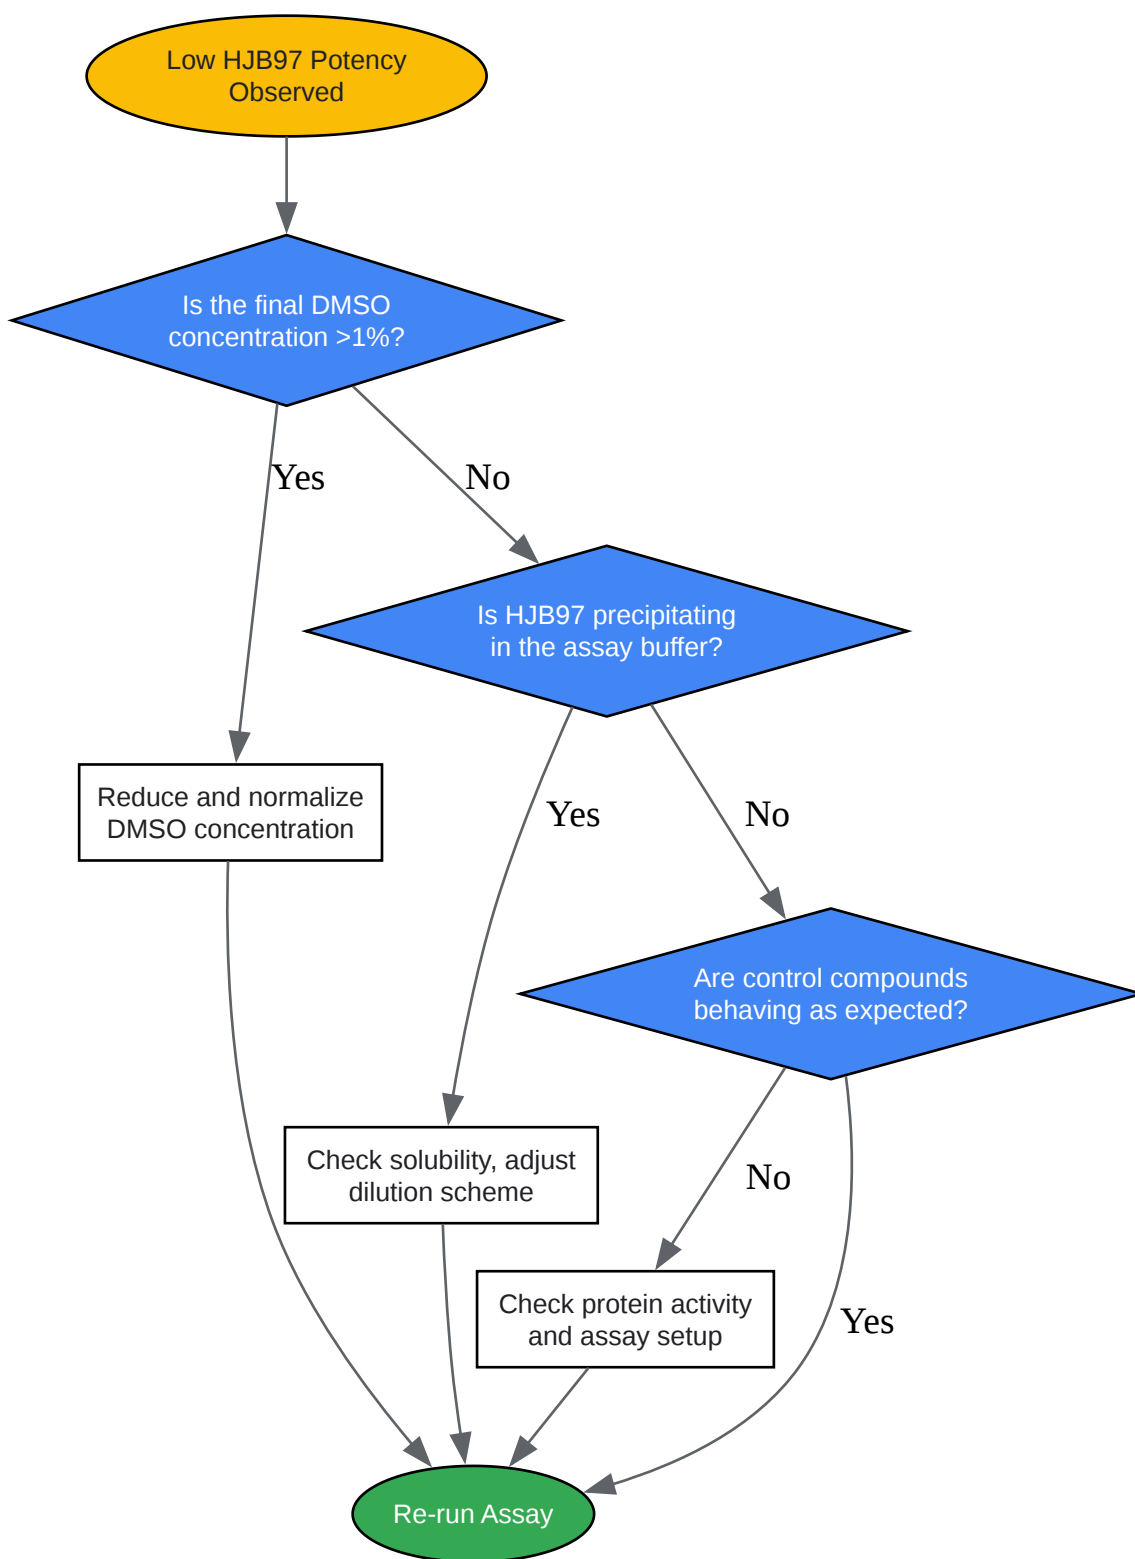 Low HJB97 Potency
Observed
Is the final DMSO
concentration >1%?
Yes
No
Is HJB97 precipitating
in the assay buffer?
Reduce and normalize
DMSO concentration
Yes
No
Are control compounds
behaving as expected?
Check solubility, adjust
dilution scheme
No
Check protein activity
and assay setup
Yes
Re-run Assay